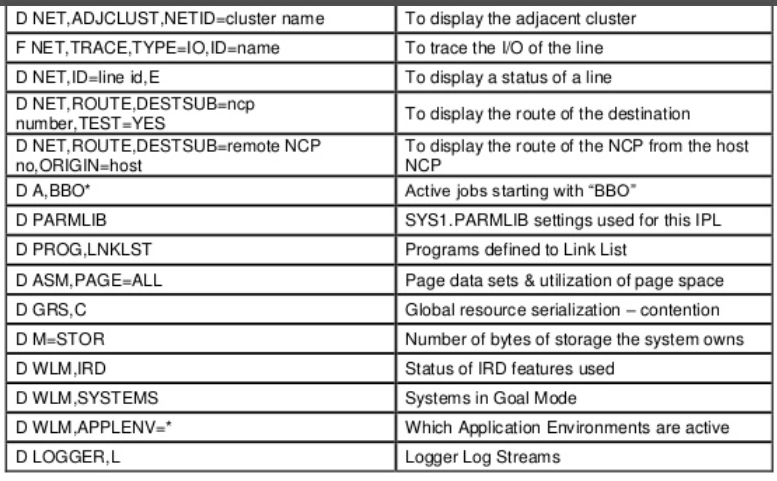 D NET,ADJCLUST,NETID=cluster name To display the adjacent cluster
F NET,TRACE,TYPE=IO,ID=name To trace the I/O of the line
D NET,ID=line id,E To display a status of a line
D NET,ROUTE,DESTSUB=ncp
number,TEST=YES To display the route of the destination
D NET,ROUTE,DESTSUB=remote NCP
no,ORIGIN=host To display the route of the NCP from the host
NCP
D A,BBO* Active jobs starting with “BBO”
D PARMLIB SYS1.PARMLIB settings used for this IPL
D PROG,LNKLST Programs defined to Link List
D ASM,PAGE=ALL Page data sets & utilization of page space
D GRS,C Global resource serialization – contention
D M=STOR Number of bytes of storage the system owns
D WLM,IRD Status of IRD features used
D WLM,SYSTEMS Systems in Goal Mode
D WLM,APPLENV=* Which Application Environments are active
D LOGGER,L Logger Log Streams